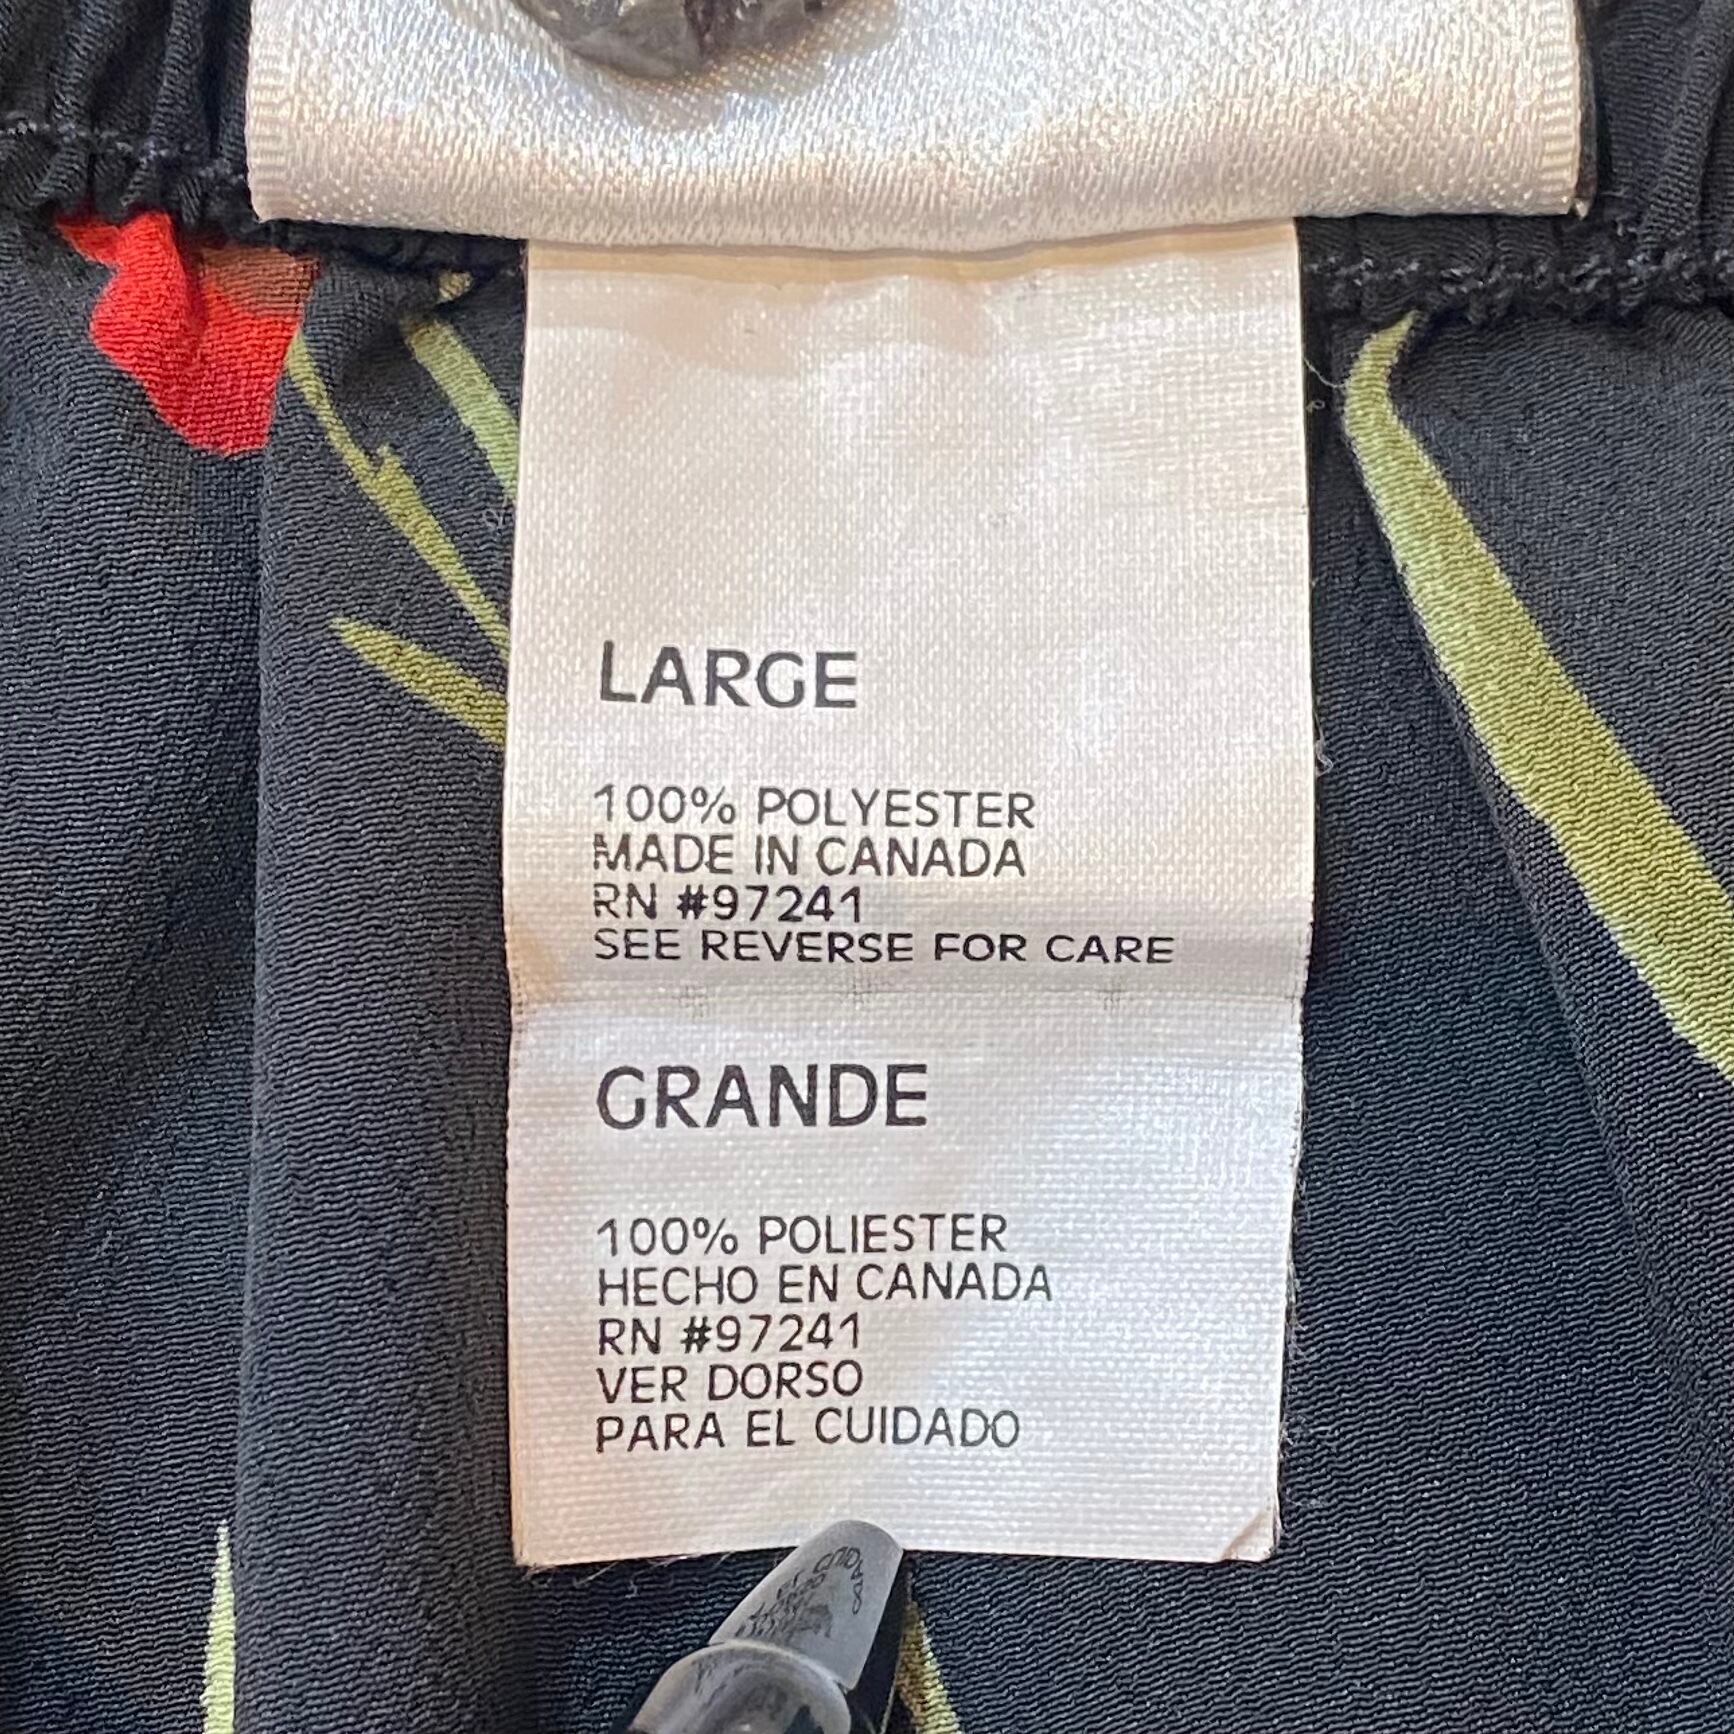 LARGE
100% POLYESTER
MADE IN CANADA
RN #97241
SEE REVERSE FOR CARE
GRANDE
100% POLIESTER
HECHO EN CANADA
RN #97241
VER DORSO
PARA EL CUIDADO